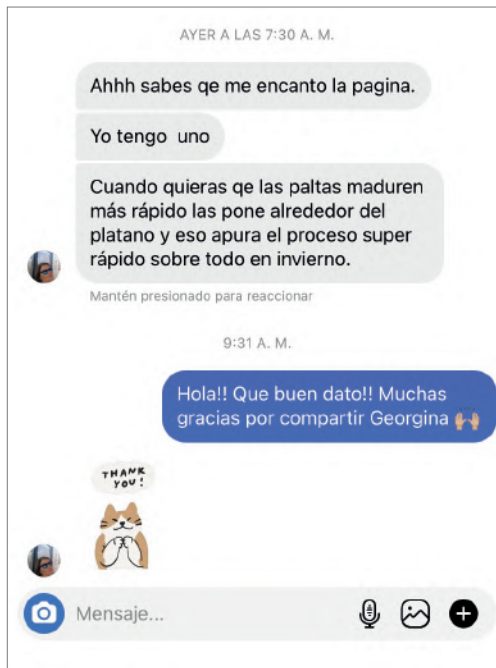 AYER A LAS 7:30 A. M.
Ahhh sabes qe me encanto la pagina.
Yo tengo uno
Cuando quieras qe las paltas maduren
más rápido las pone alrededor del
platano y eso apura el proceso super
rápido sobre todo en invierno.
Mantén presionado para reaccionar
9:31 A. M.
Hola!! Que buen dato!! Muchas
gracias por compartir Georgina 🙌🏼
THANK
YOU!
Mensaje...